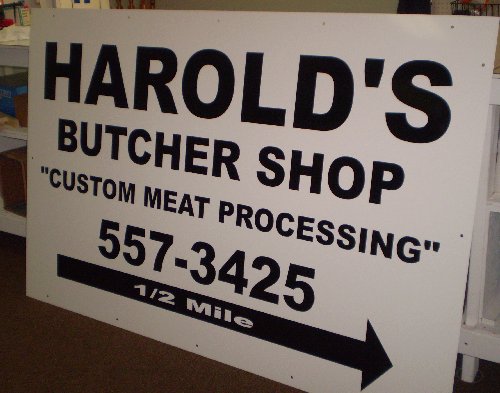 HAROLD'S
BUTCHER SHOP
"CUSTOM MEAT PROCESSING"
557-3425
1/2 Mile